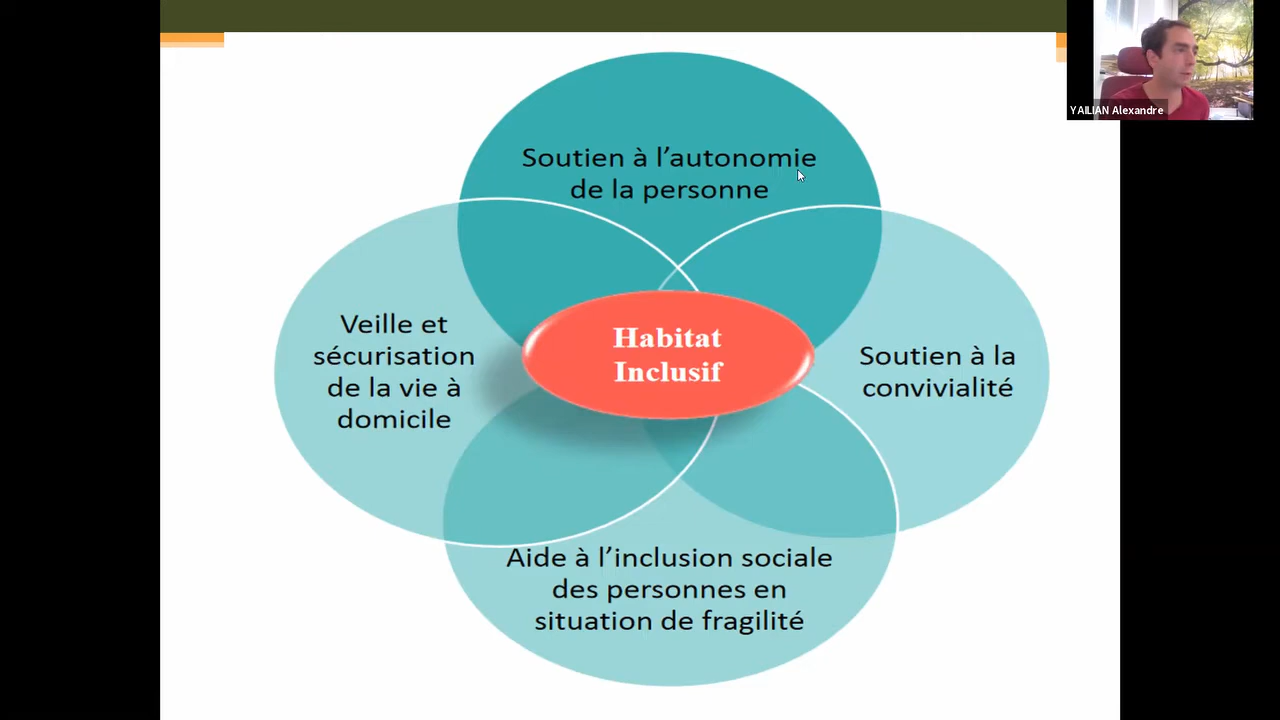 YAILIAN Alexandre
Soutien à l’autonomie
de la personne
Veille et
sécurisation
de la vie à
domicile
Habitat
Inclusif
Soutien à la
convivialité
Aide à l’inclusion sociale
des personnes en
situation de fragilité